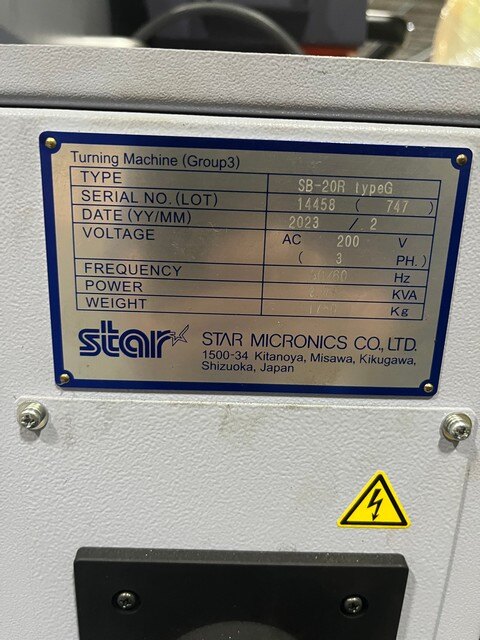 Turning Machine (Group3)
TYPE SB-20R typeG
SERIAL NO. (LOT) 14458 ( 747 )
DATE (YY/MM) 2023 / 2
VOLTAGE AC 200 V
( 3 PH.)
FREQUENCY 50/60 Hz
POWER KVA
WEIGHT Kg
star STAR MICRONICS CO., LTD.
1500-34 Kitanoya, Misawa, Kikugawa,
Shizuoka, Japan